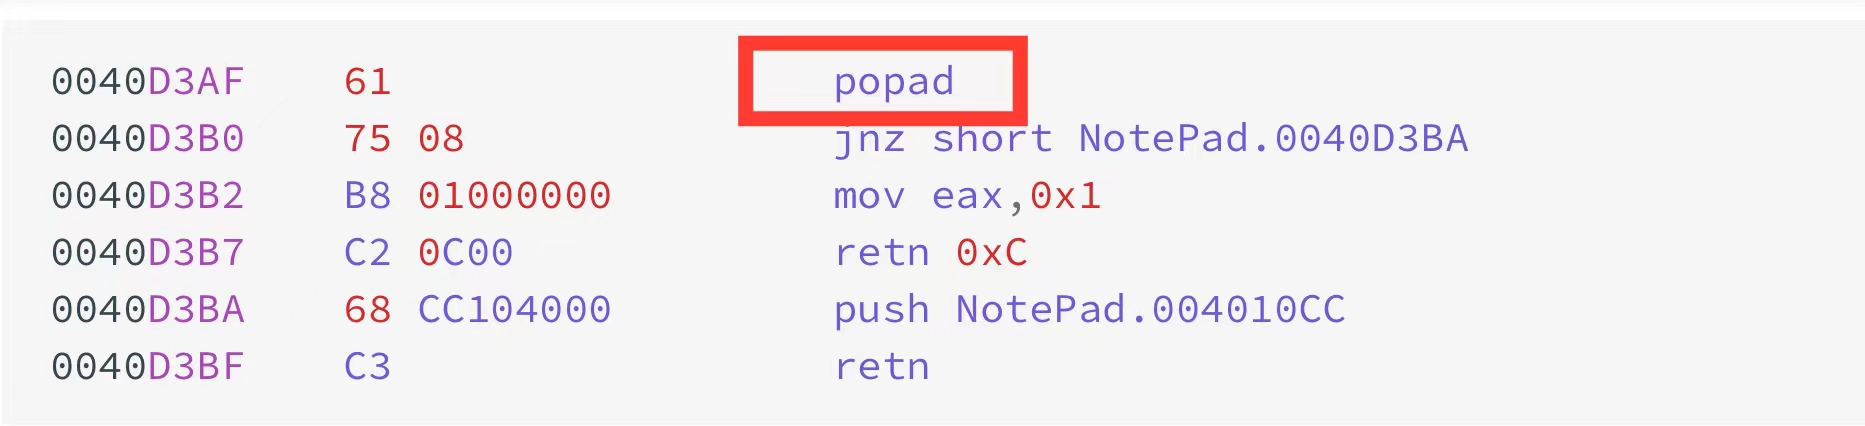 0040D3AF 61 popad
0040D3B0 75 08 jnz short NotePad.0040D3BA
0040D3B2 B8 01000000 mov eax,0x1
0040D3B7 C2 0C00 retn 0xC
0040D3BA 68 CC104000 push NotePad.004010CC
0040D3BF C3 retn